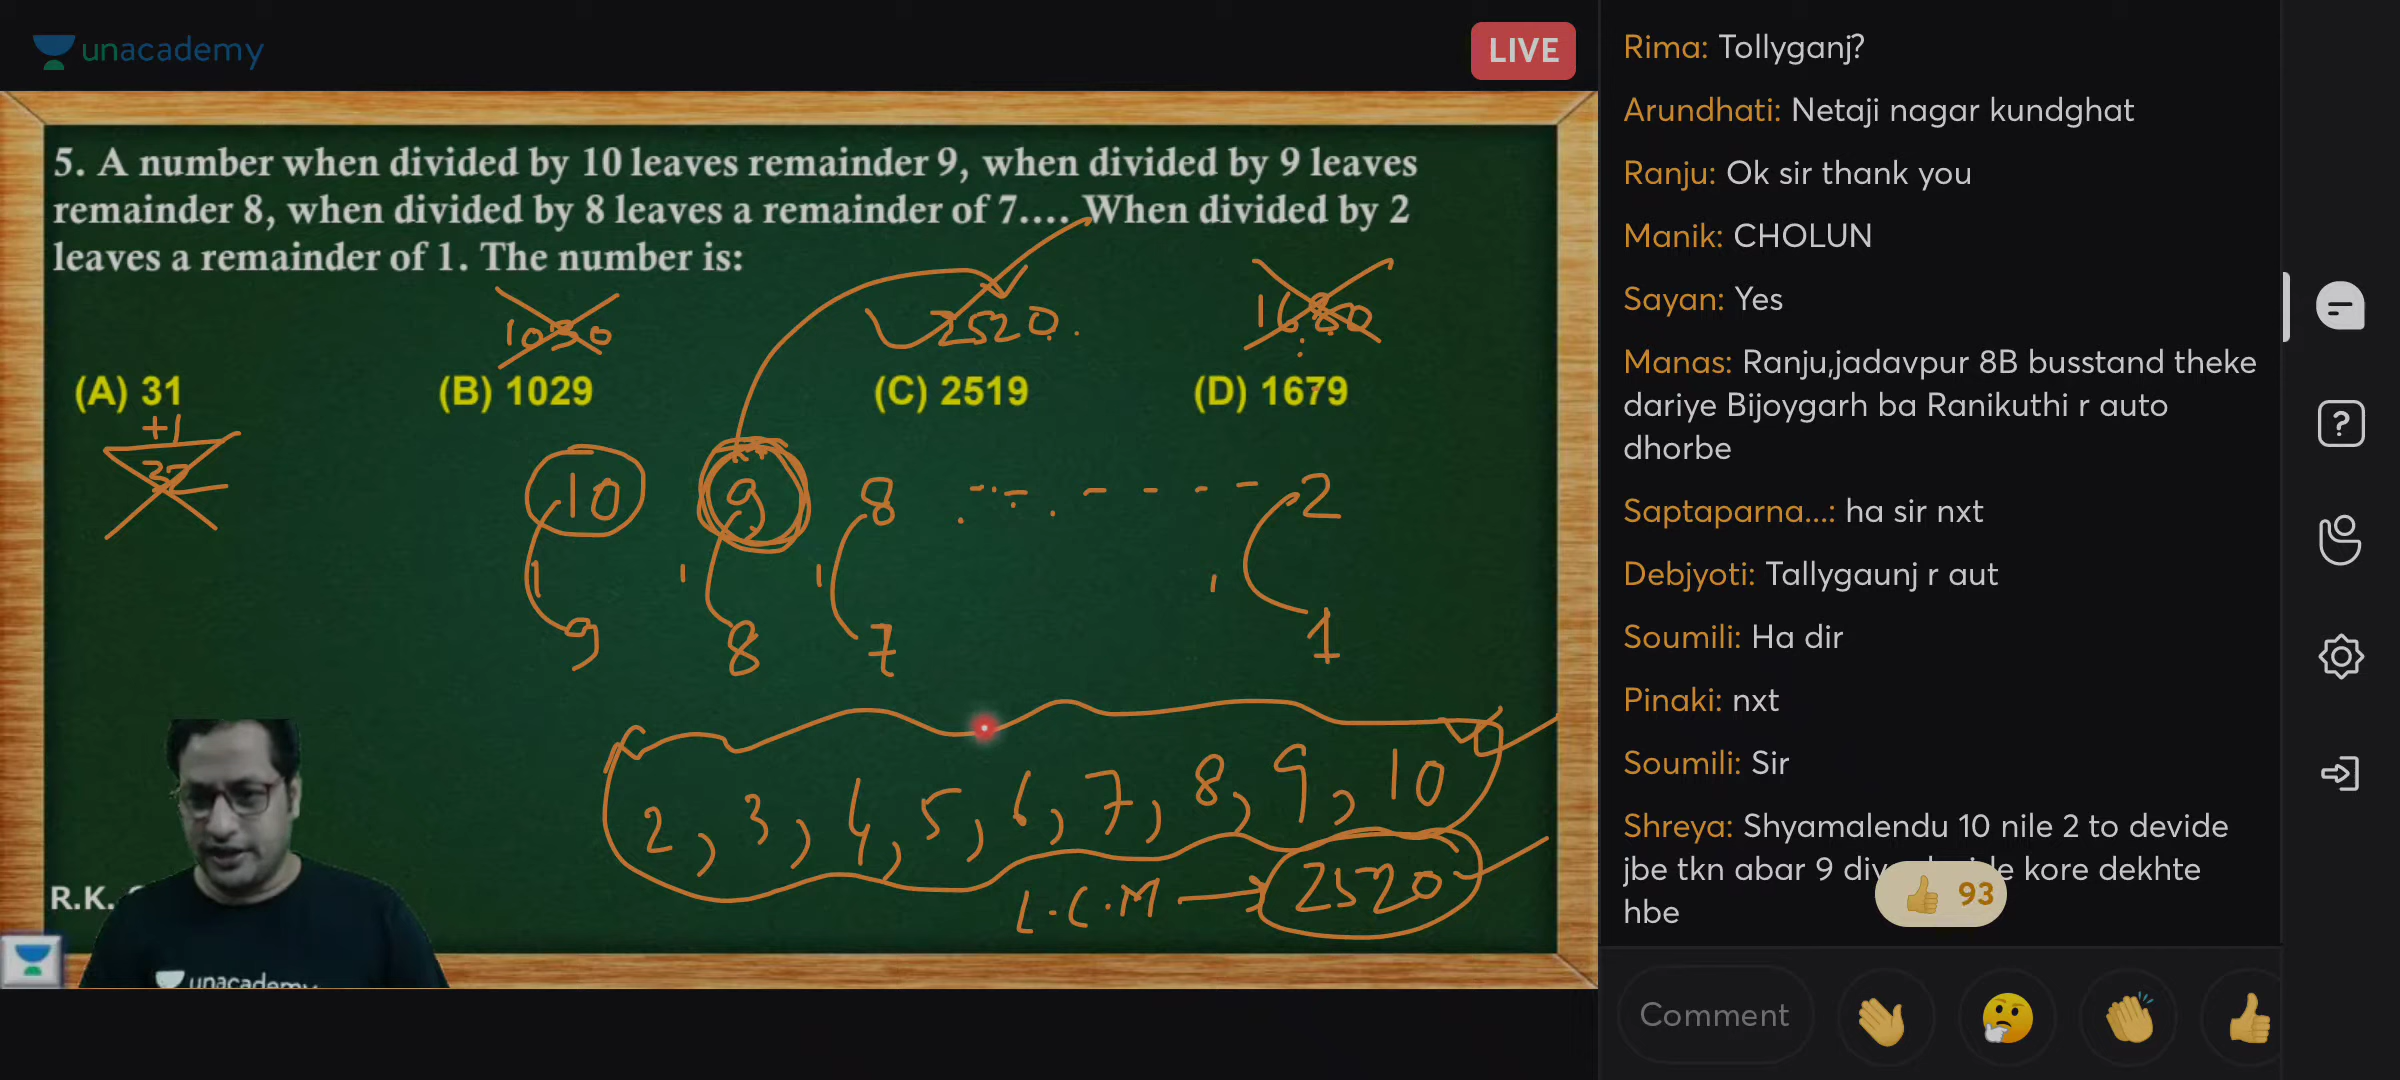 unacademy
LIVE
5. A number when divided by 10 leaves remainder 9, when divided by 9 leaves
remainder 8, when divided by 8 leaves a remainder of 7.... When divided by 2
leaves a remainder of 1. The number is:
2520.
1680
(A) 31
(B) 1029
(C) 2519
(D) 1679
+1
32
10 9 8 2
1 1 1 1
9 8 7 1
2, 3, 4, 5, 6, 7, 8, 9, 10
L.C.M → 2520
R.K.
unacademy
Rima: Tollyganj?
Arundhati: Netaji nagar kundghat
Ranju: Ok sir thank you
Manik: CHOLUN
Sayan: Yes
Manas: Ranju,jadavpur 8B busstand theke
dariye Bijoygarh ba Ranikuthi r auto
dhorbe
Saptaparna...: ha sir nxt
Debjyoti: Tallygaunj r aut
Soumili: Ha dir
Pinaki: nxt
Soumili: Sir
Shreya: Shyamalendu 10 nile 2 to devide
jbe tkn abar 9 kore dekhte
hbe
93
Comment